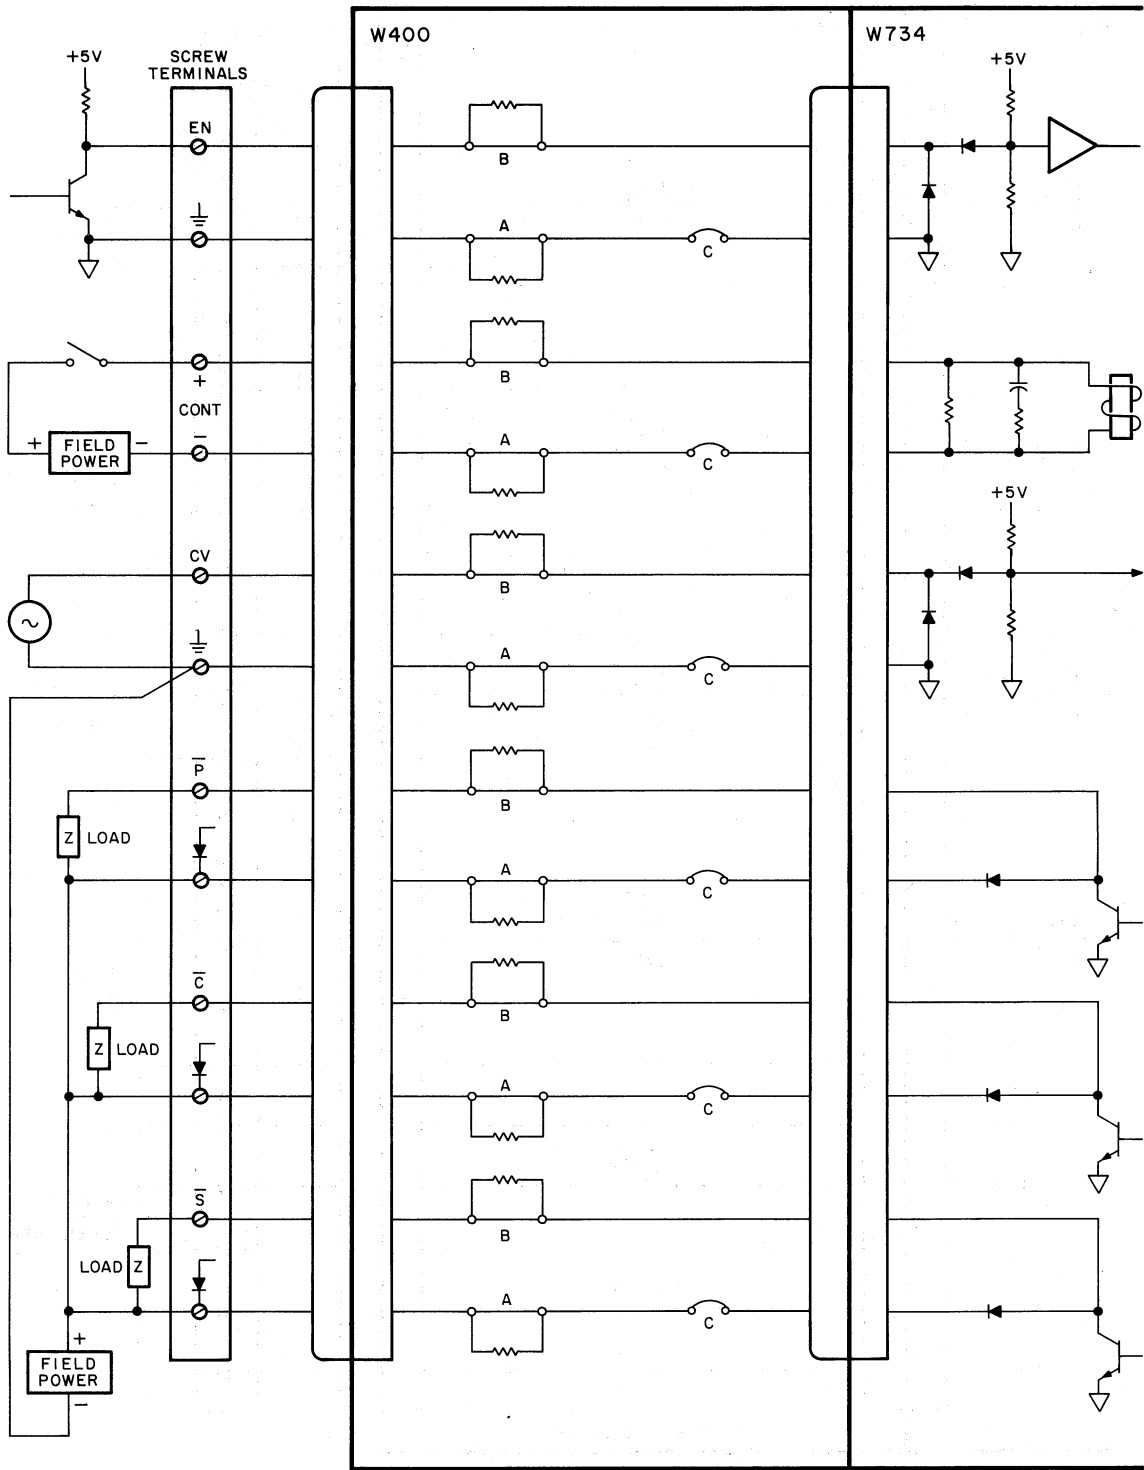 W400
W734
+5V
SCREW
TERMINALS
+5V
EN
B
A
C
B
+
CONT
+ FIELD
POWER -
-
A
C
+5V
CV
B
A
C
P
B
Z LOAD
A
C
C
B
Z LOAD
A
C
S
B
LOAD Z
A
C
+
FIELD
POWER
-